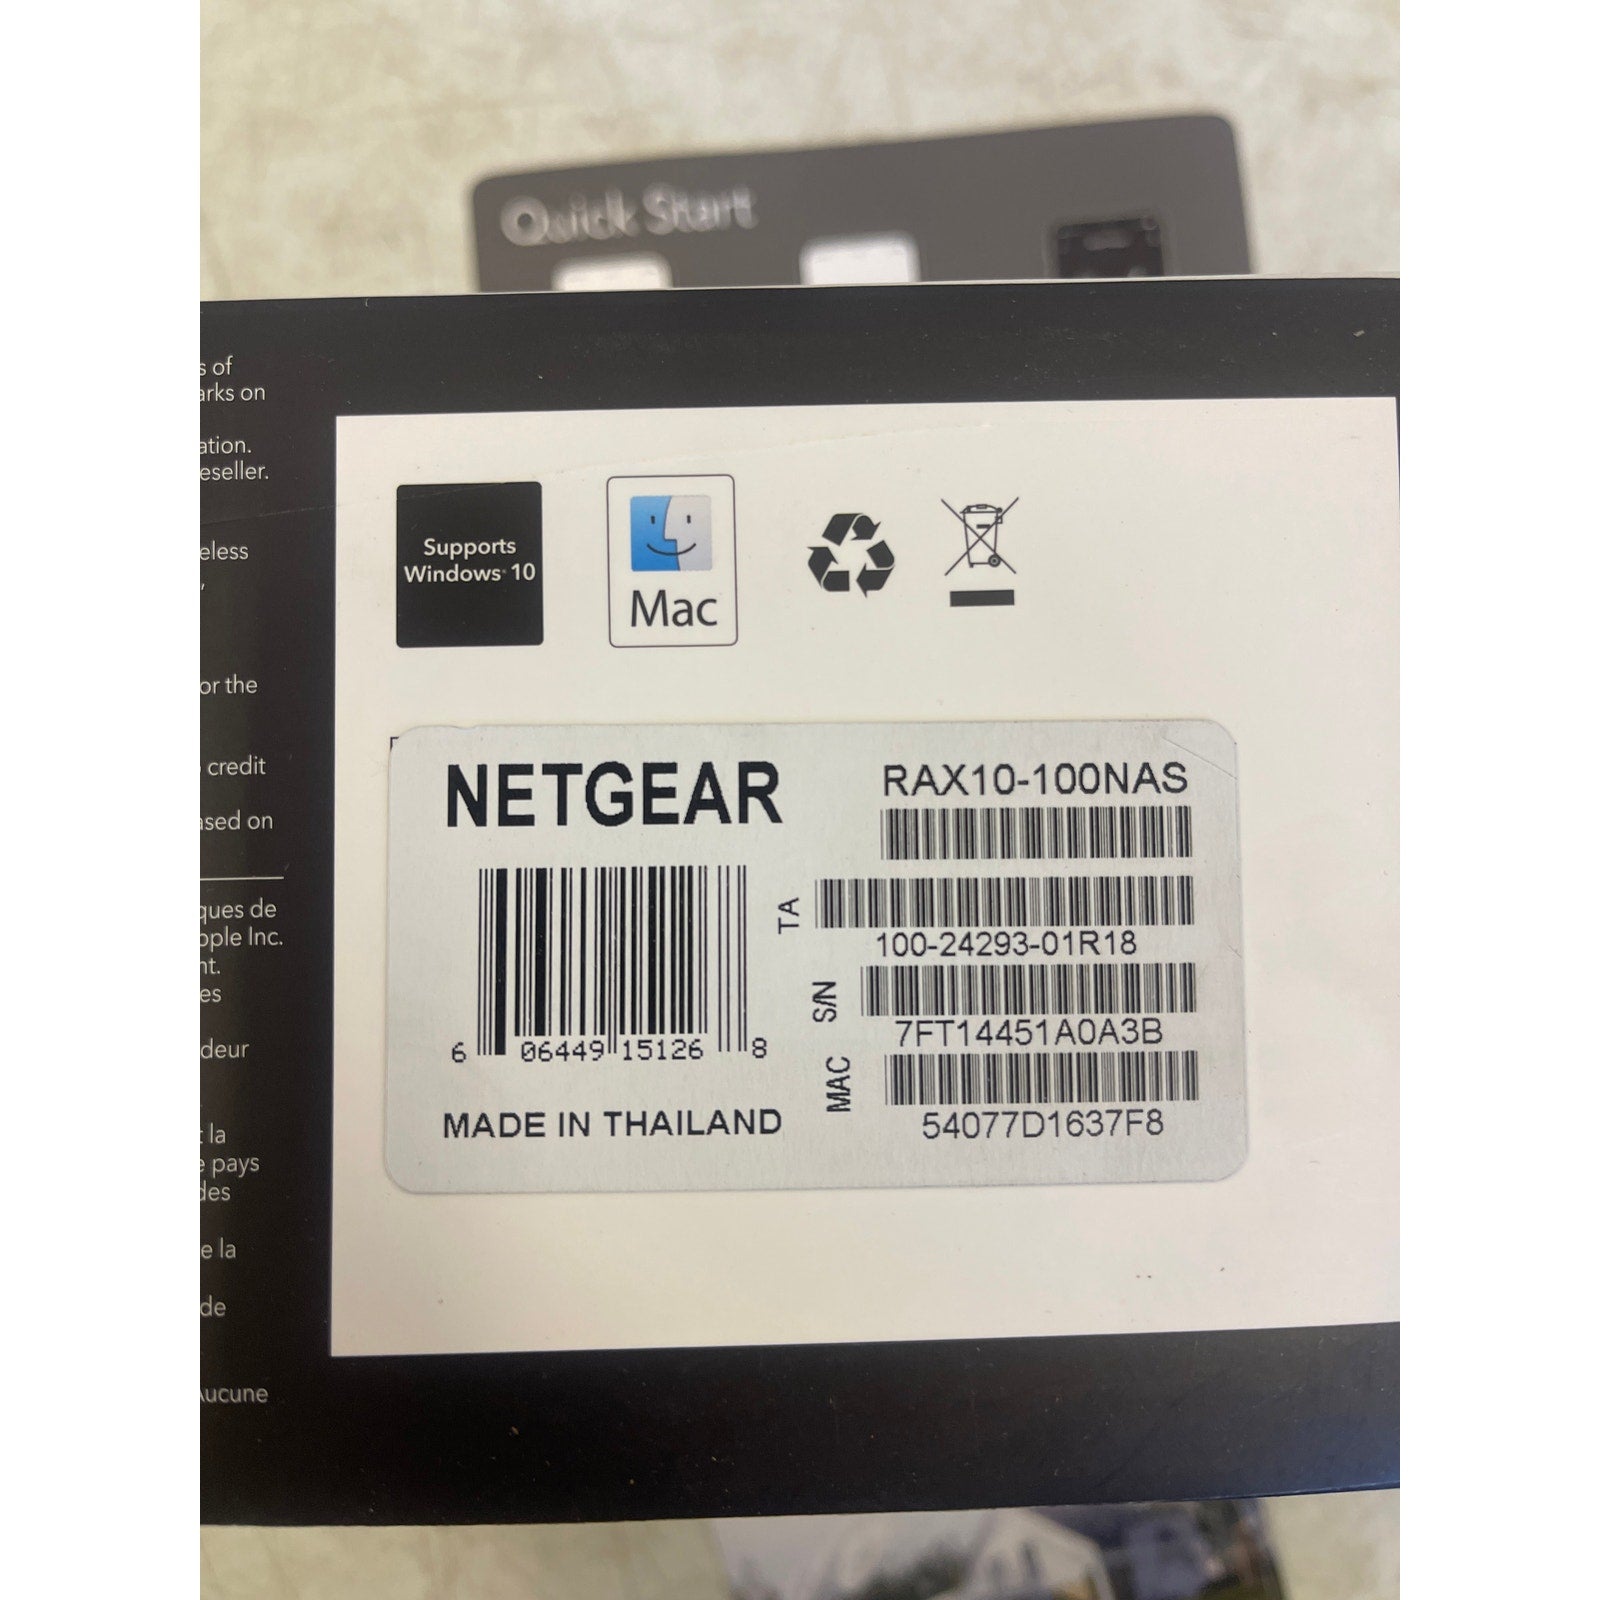 Quick Start
s of
arks on
ation.
eseller.
eless
,
or the
credit
ased on
ques de
pple Inc.
nt.
es
deur
t la
e pays
des
e la
de
Aucune
Supports
Windows 10
Mac
NETGEAR
RAX10-100NAS
TA
100-24293-01R18
S/N
7FT14451A0A3B
MAC
54077D1637F8
6 06449 15126 8
MADE IN THAILAND